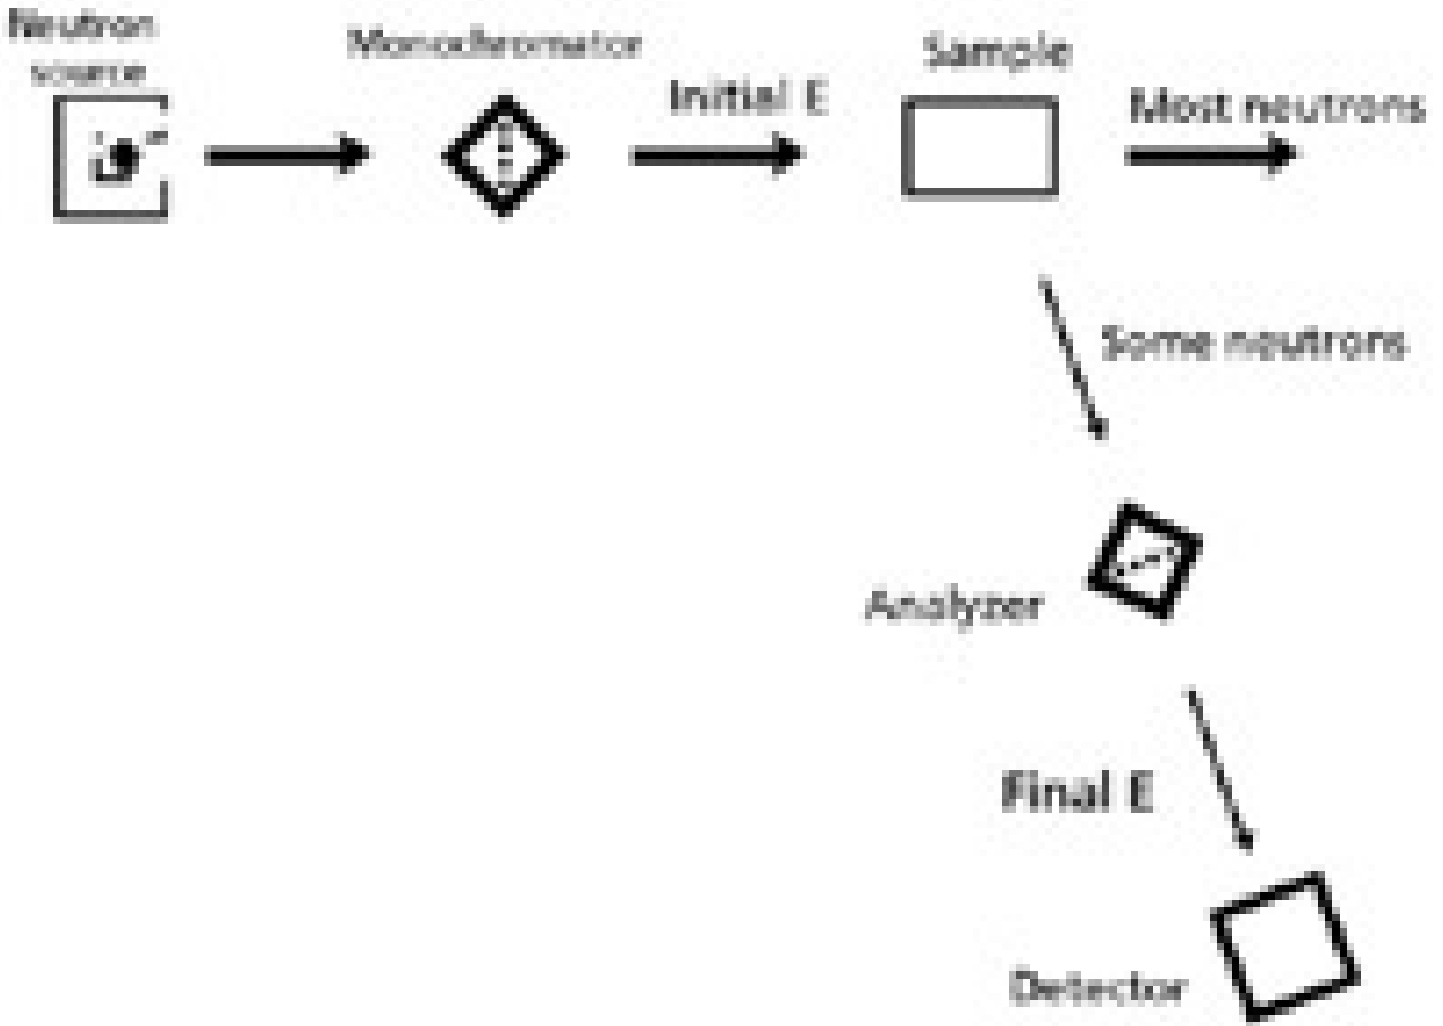 Neutron
source
Monochromator
Initial E
Sample
Most neutrons
Some neutrons
Analyzer
Final E
Detector